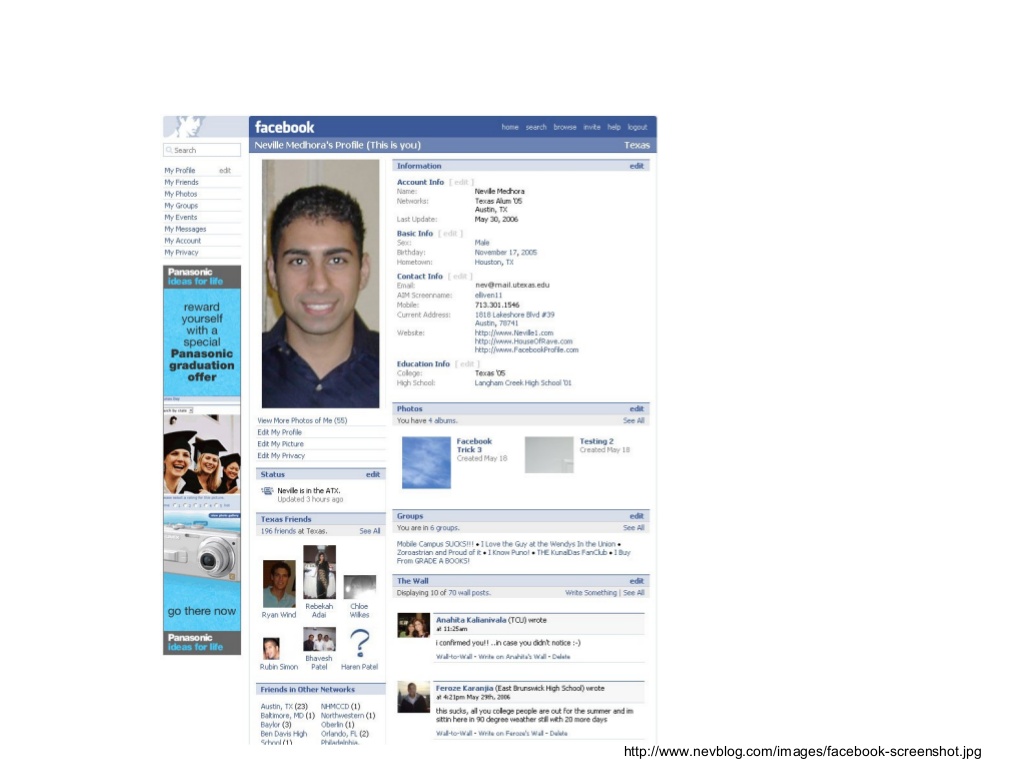 facebook
home search browse invite help logout
Neville Medhora's Profile (This is you)
Texas
Search
My Profile edit
My Friends
My Photos
My Groups
My Events
My Messages
My Account
My Privacy
Panasonic
ideas for life
reward
yourself
with a
special
Panasonic
graduation
offer
go there now
Panasonic
ideas for life
View More Photos of Me (55)
Edit My Profile
Edit My Picture
Edit My Privacy
Status edit
Neville is in the ATX.
Updated 3 hours ago
Texas Friends
196 friends at Texas. See All
Ryan Wind
Rebekah
Adai
Chloe
Wilkes
Rubin Simon
Bhavesh
Patel
Haren Patel
Friends in Other Networks
Austin, TX (23) NHMCCD (1)
Baltimore, MD (1) Northwestern (1)
Baylor (3) Oberlin (1)
Ben Davis High Orlando, FL (2)
School (1) Philadelphia,
Information edit
Account Info [ edit ]
Name: Neville Medhora
Networks: Texas Alum '05
Austin, TX
Last Update: May 30, 2006
Basic Info [ edit ]
Sex: Male
Birthday: November 17, 2005
Hometown: Houston, TX
Contact Info [ edit ]
Email: nev@mail.utexas.edu
AIM Screenname: elliven11
Mobile: 713.301.1546
Current Address: 1818 Lakeshore Blvd #39
Austin, 78741
Website: http://www.Neville1.com
http://www.HouseOfRave.com
http://www.FacebookProfile.com
Education Info [ edit ]
College: Texas '05
High School: Langham Creek High School '01
Photos edit
You have 4 albums. See All
Facebook
Trick 3
Created May 18
Testing 2
Created May 18
Groups edit
You are in 6 groups. See All
Mobile Campus SUCKS!!! • I Love the Guy at the Wendys In the Union •
Zoroastrian and Proud of it • I Know Puno! • THE KunalDas FanClub • I Buy
From GRADE A BOOKS!
The Wall edit
Displaying 10 of 70 wall posts. Write Something | See All
Anahita Kalianivala (TCU) wrote
at 11:25am
i confirmed you!! ..in case you didn't notice :-)
Wall-to-Wall - Write on Anahita's Wall - Delete
Feroze Karanjia (East Brunswick High School) wrote
at 4:21pm May 29th, 2006
this sucks, all you college people are out for the summer and im
sittin here in 90 degree weather still with 20 more days
Wall-to-Wall - Write on Feroze's Wall - Delete
http://www.nevblog.com/images/facebook-screenshot.jpg